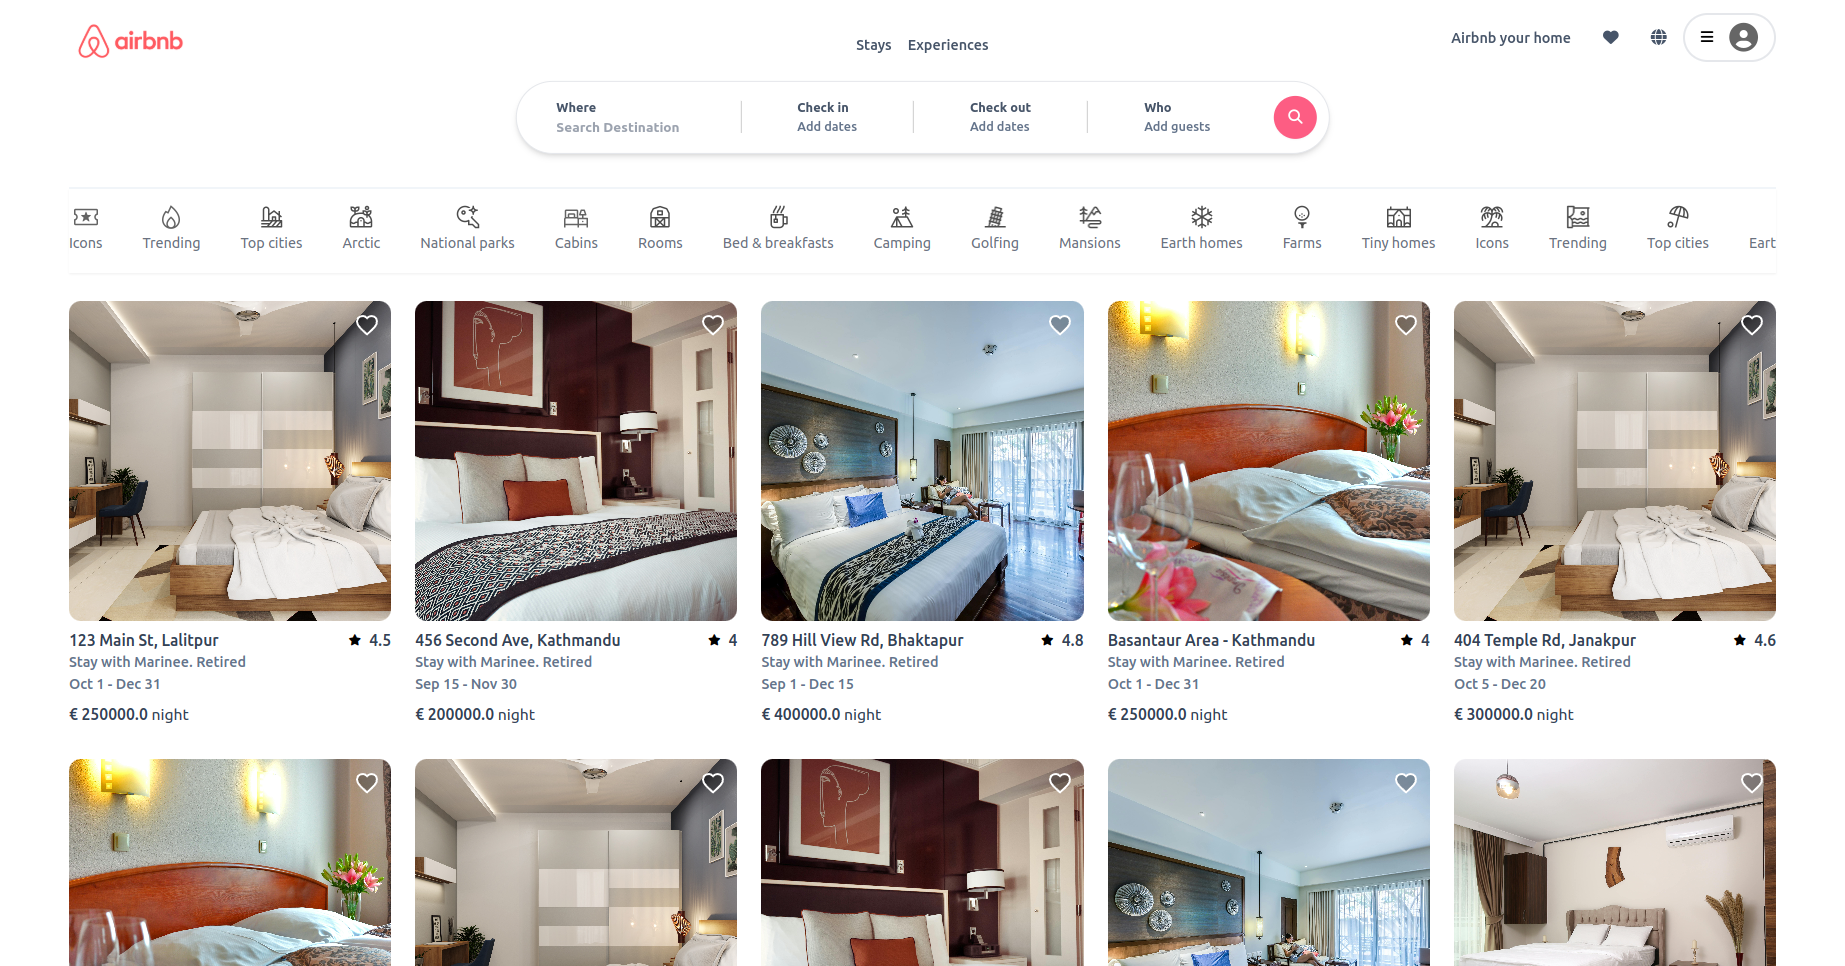 airbnb
Stays Experiences
Airbnb your home
Where
Search Destination
Check in
Add dates
Check out
Add dates
Who
Add guests
Icons Trending Top cities Arctic National parks Cabins Rooms Bed & breakfasts Camping Golfing Mansions Earth homes Farms Tiny homes Icons Trending Top cities Eart
123 Main St, Lalitpur 4.5
Stay with Marinee. Retired
Oct 1 - Dec 31
€ 250000.0 night
456 Second Ave, Kathmandu 4
Stay with Marinee. Retired
Sep 15 - Nov 30
€ 200000.0 night
789 Hill View Rd, Bhaktapur 4.8
Stay with Marinee. Retired
Sep 1 - Dec 15
€ 400000.0 night
Basantaur Area - Kathmandu 4
Stay with Marinee. Retired
Oct 1 - Dec 31
€ 250000.0 night
404 Temple Rd, Janakpur 4.6
Stay with Marinee. Retired
Oct 5 - Dec 20
€ 300000.0 night